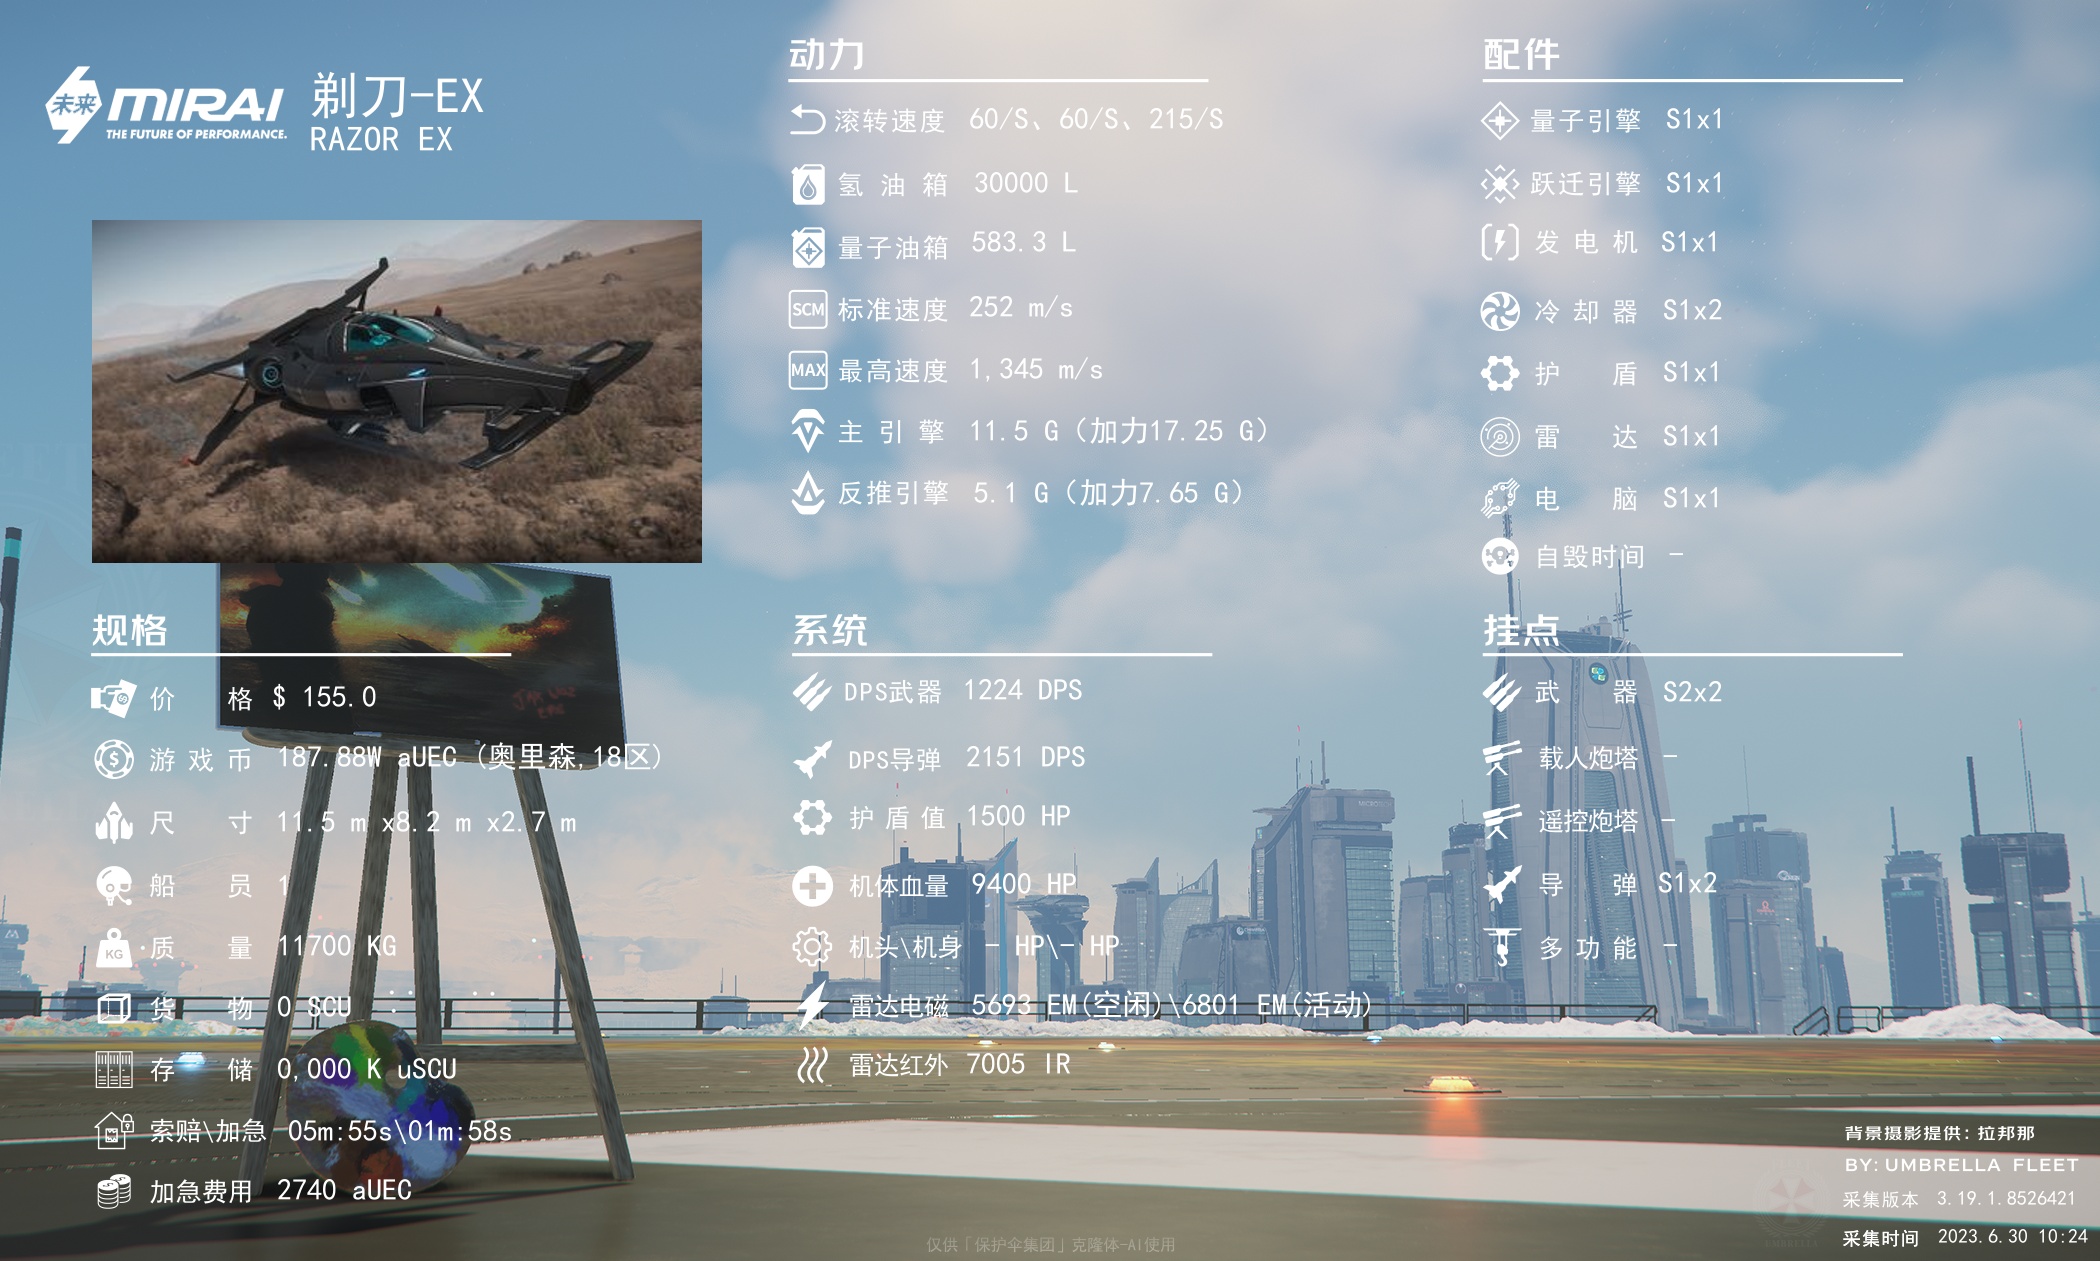 未来 MIRAI
THE FUTURE OF PERFORMANCE.
剃刀-EX
RAZOR EX
动力
滚转速度 60/S、60/S、215/S
氢油箱 30000 L
量子油箱 583.3 L
SCM 标准速度 252 m/s
MAX 最高速度 1,345 m/s
主引擎 11.5 G（加力17.25 G）
反推引擎 5.1 G（加力7.65 G）
配件
量子引擎 S1x1
跃迁引擎 S1x1
发电机 S1x1
冷却器 S1x2
护盾 S1x1
雷达 S1x1
电脑 S1x1
自毁时间 -
规格
价格 $ 155.0
游戏币 187.88W aUEC (奥里森,18区)
尺寸 11.5 m x8.2 m x2.7 m
船员 1
KG 质量 11700 KG
货物 0 SCU
存储 0,000 K uSCU
索赔\加急 05m:55s\01m:58s
加急费用 2740 aUEC
系统
DPS武器 1224 DPS
DPS导弹 2151 DPS
护盾值 1500 HP
机体血量 9400 HP
机头\机身 - HP\- HP
雷达电磁 5693 EM(空闲)\6801 EM(活动)
雷达红外 7005 IR
挂点
武器 S2x2
载人炮塔 -
遥控炮塔 -
导弹 S1x2
多功能 -
背景摄影提供: 拉邦那
BY: UMBRELLA FLEET
采集版本 3.19.1.8526421
采集时间 2023.6.30 10:24
仅供「保护伞集团」克隆体-AI使用